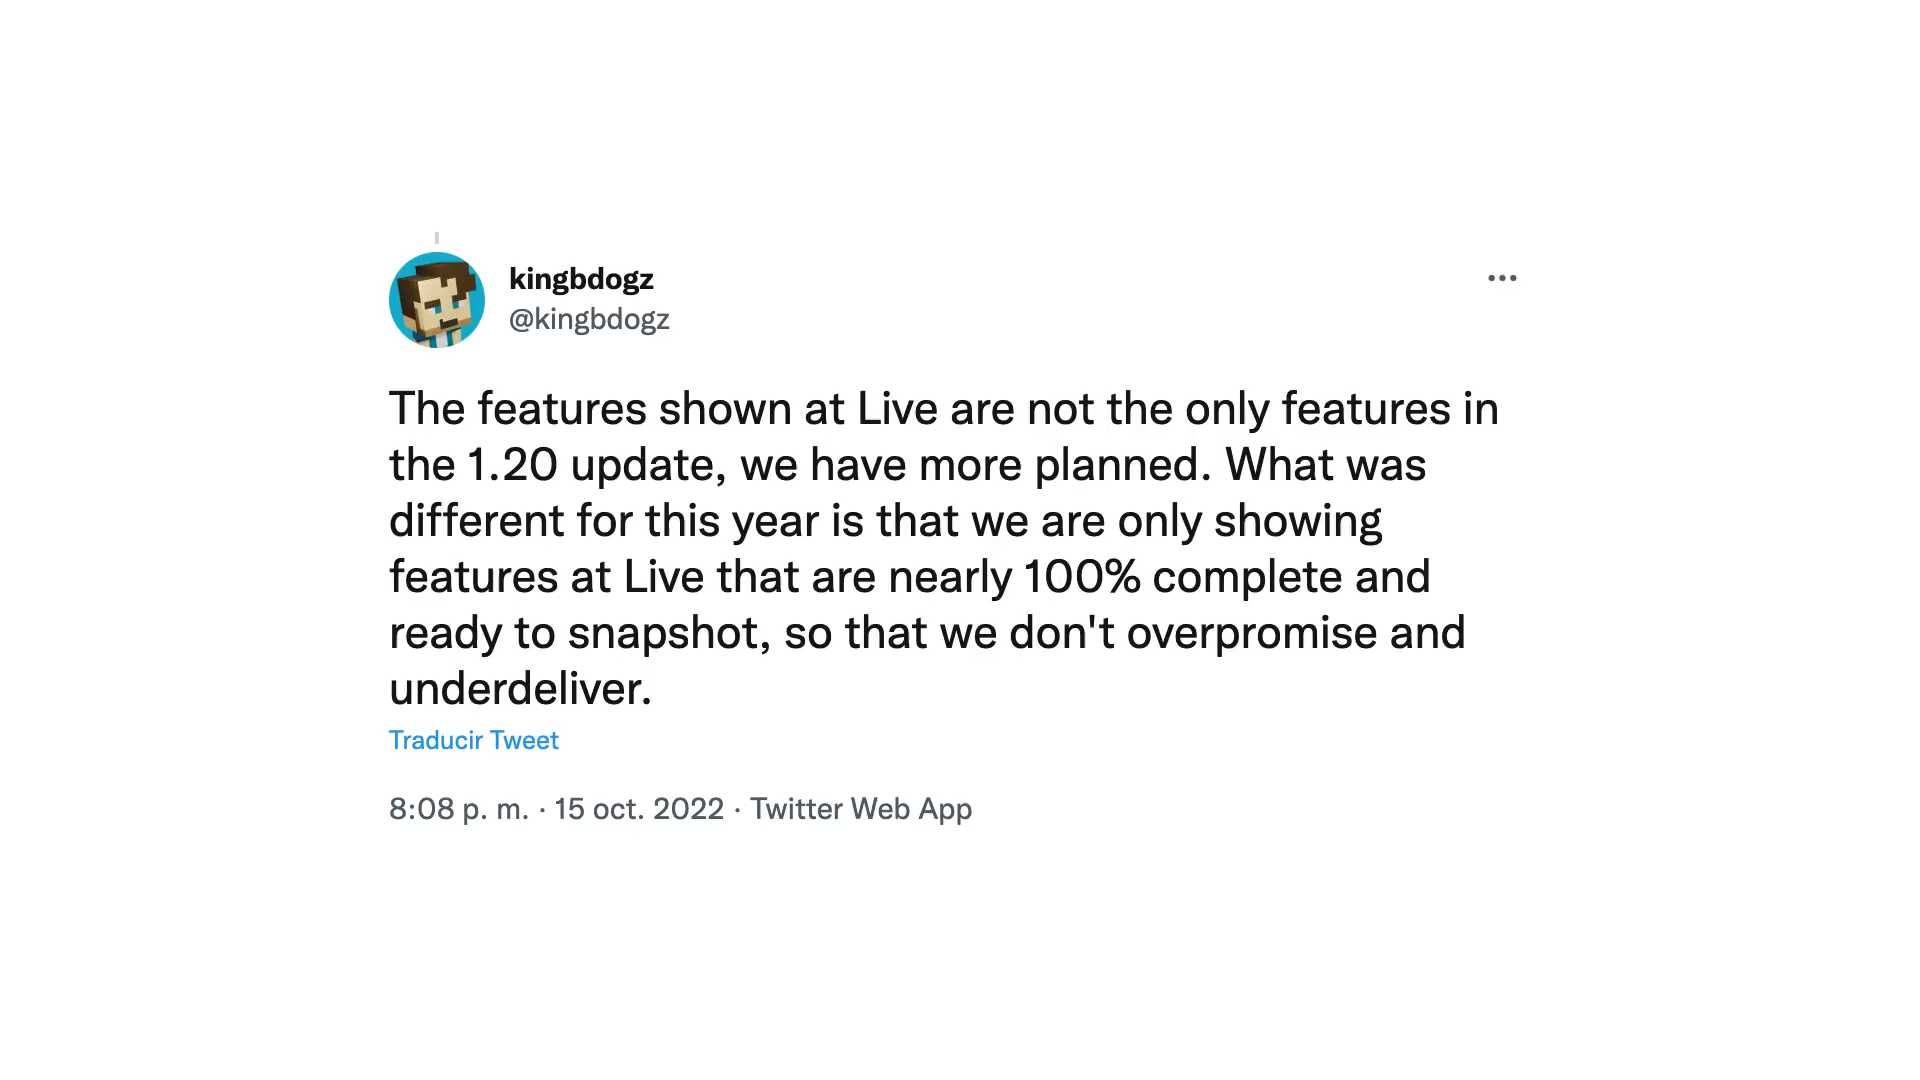 kingbdogz
@kingbdogz
The features shown at Live are not the only features in
the 1.20 update, we have more planned. What was
different for this year is that we are only showing
features at Live that are nearly 100% complete and
ready to snapshot, so that we don't overpromise and
underdeliver.
Traducir Tweet
8:08 p. m. · 15 oct. 2022 · Twitter Web App